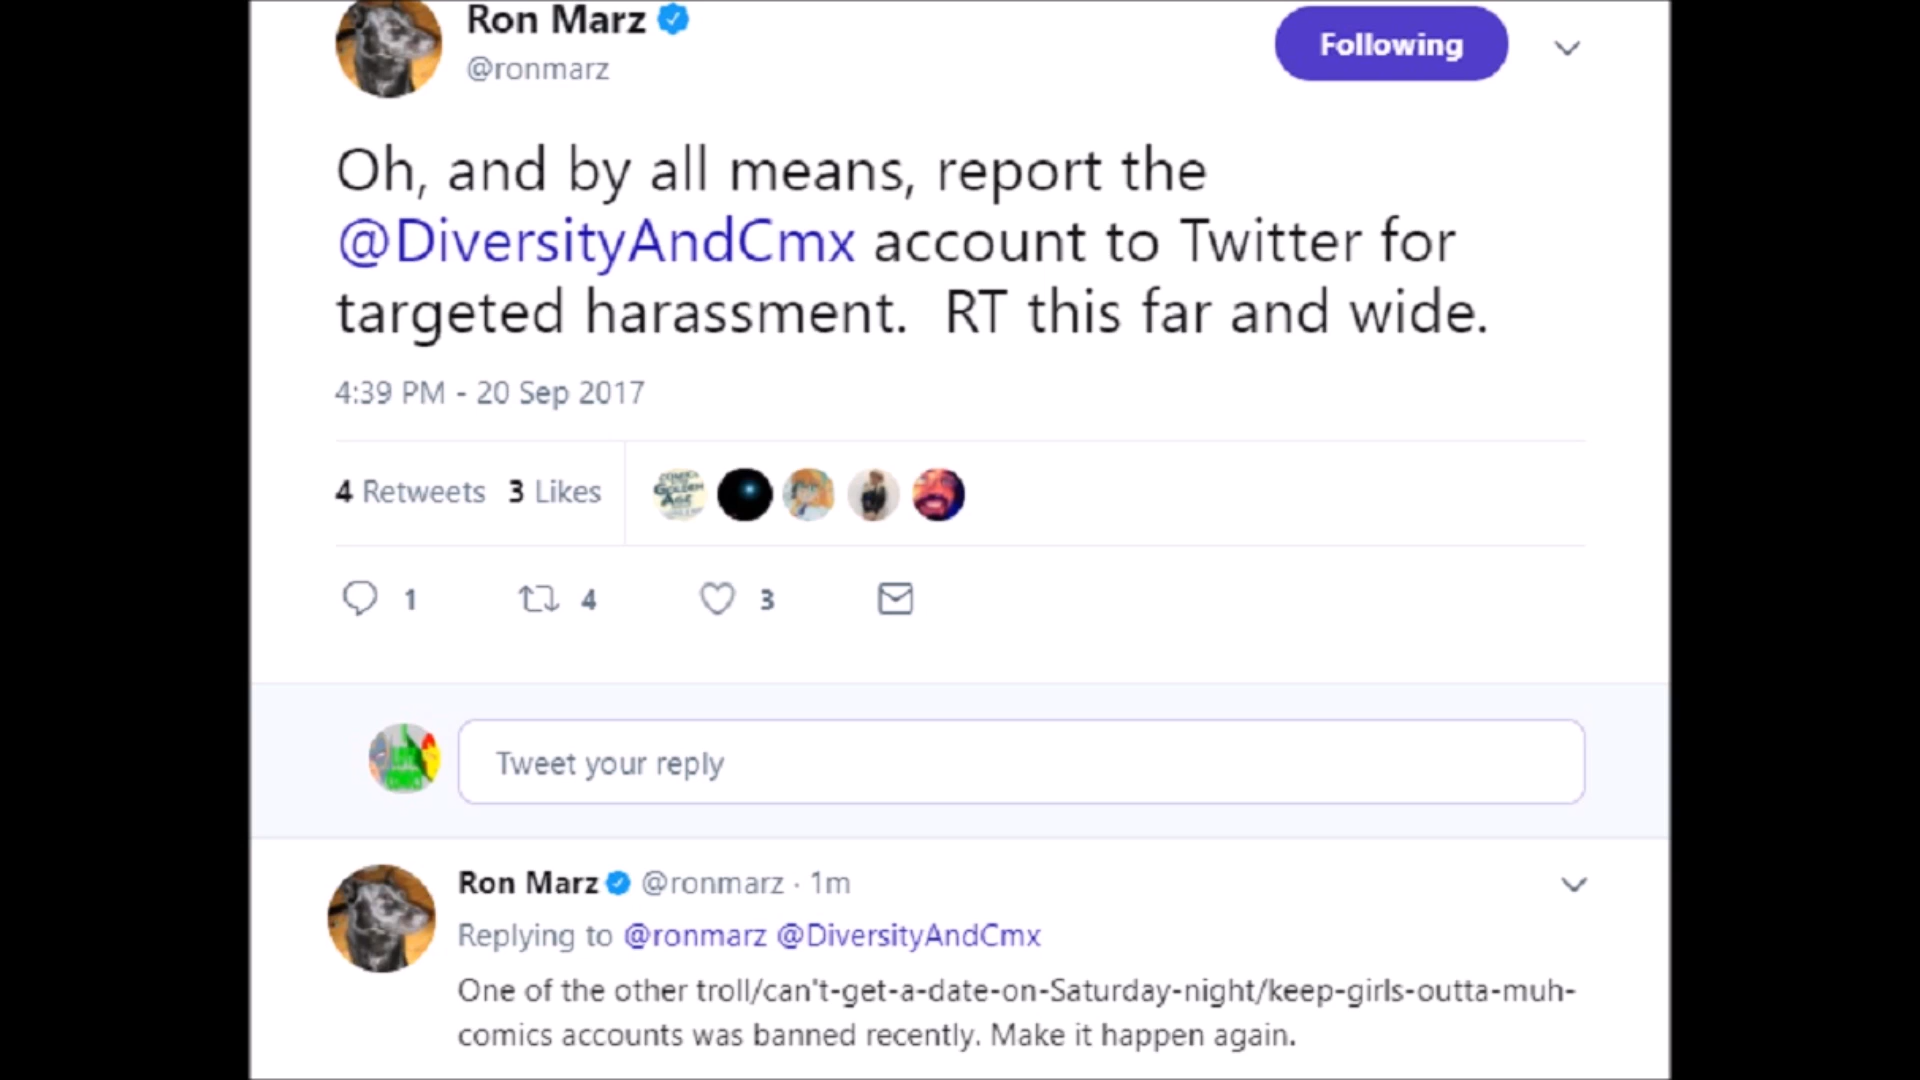 Ron Marz
@ronmarz
Following
Oh, and by all means, report the
@DiversityAndCmx account to Twitter for
targeted harassment.  RT this far and wide.
4:39 PM - 20 Sep 2017
4 Retweets 3 Likes
GOLDEN
AGE
1 4 3
Tweet your reply
Ron Marz @ronmarz · 1m
Replying to @ronmarz @DiversityAndCmx
One of the other troll/can't-get-a-date-on-Saturday-night/keep-girls-outta-muh-
comics accounts was banned recently. Make it happen again.